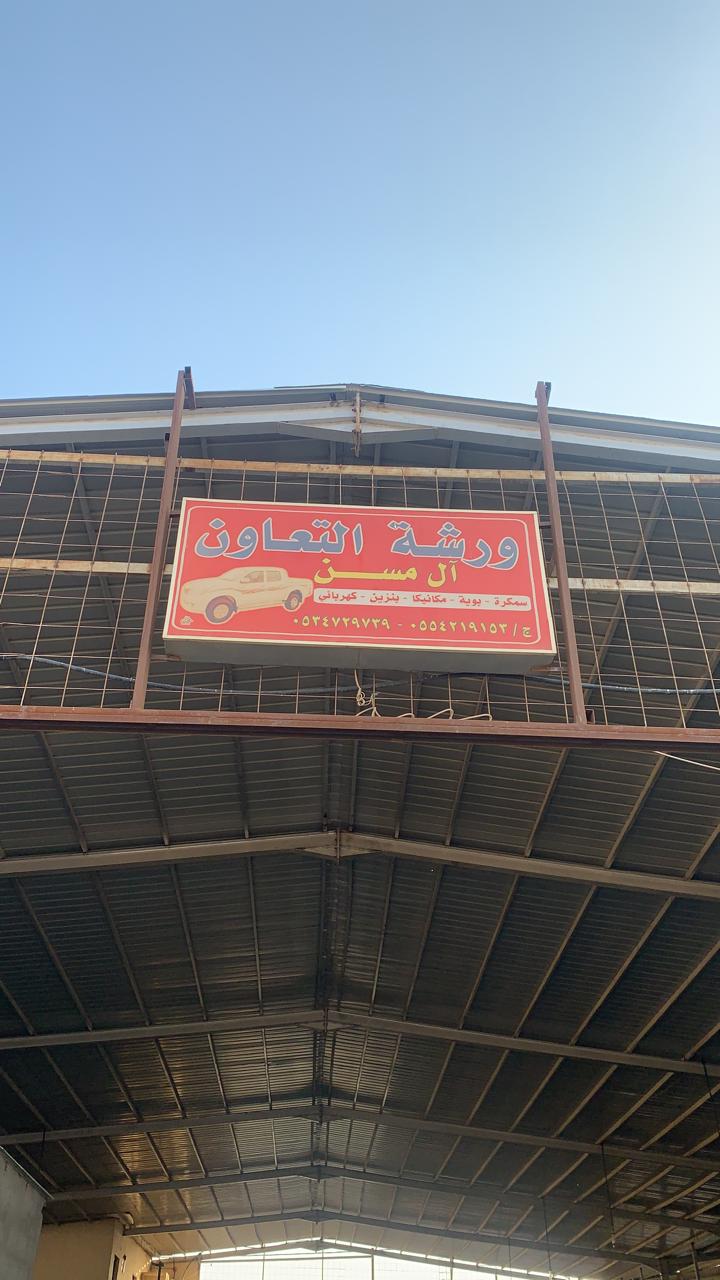 ورشة التعاون
آل مسن
سمكرة - بوية - مكانيكا - بنزين - كهربائي
ج / ٠٥٥٤٢١٩١٥٣ - ٠٥٣٤٧٢٩٧٣٩